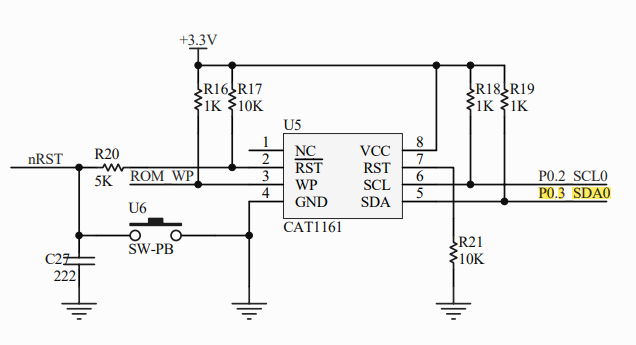 +3.3V
R16 R17 R18 R19
1K 10K 1K 1K
U5
1 NC VCC 8
nRST R20 2 RST RST 7
5K ROM_WP 3 WP SCL 6 P0.2 SCL0
4 GND SDA 5 P0.3 SDA0
U6
CAT1161
SW-PB
R21
10K
C27
222